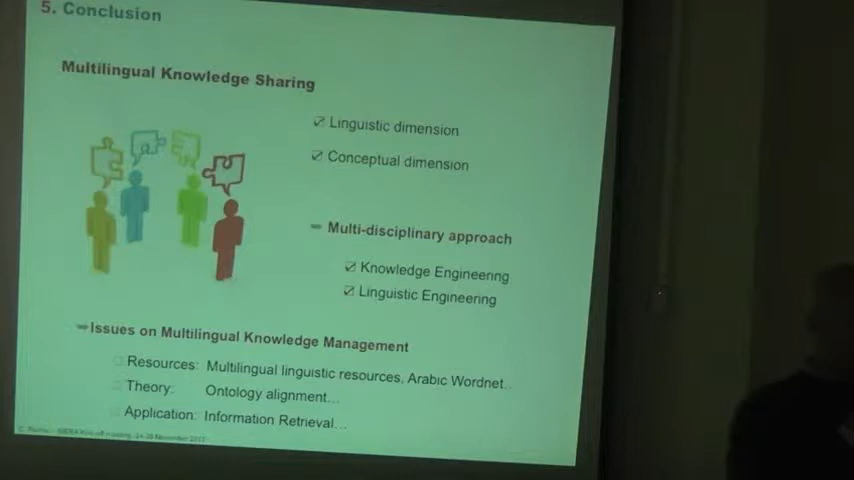 5. Conclusion
Multilingual Knowledge Sharing
Linguistic dimension
Conceptual dimension
Multi-disciplinary approach
Knowledge Engineering
Linguistic Engineering
Issues on Multilingual Knowledge Management
Resources: Multilingual linguistic resources, Arabic Wordnet..
Theory: Ontology alignment...
Application: Information Retrieval...